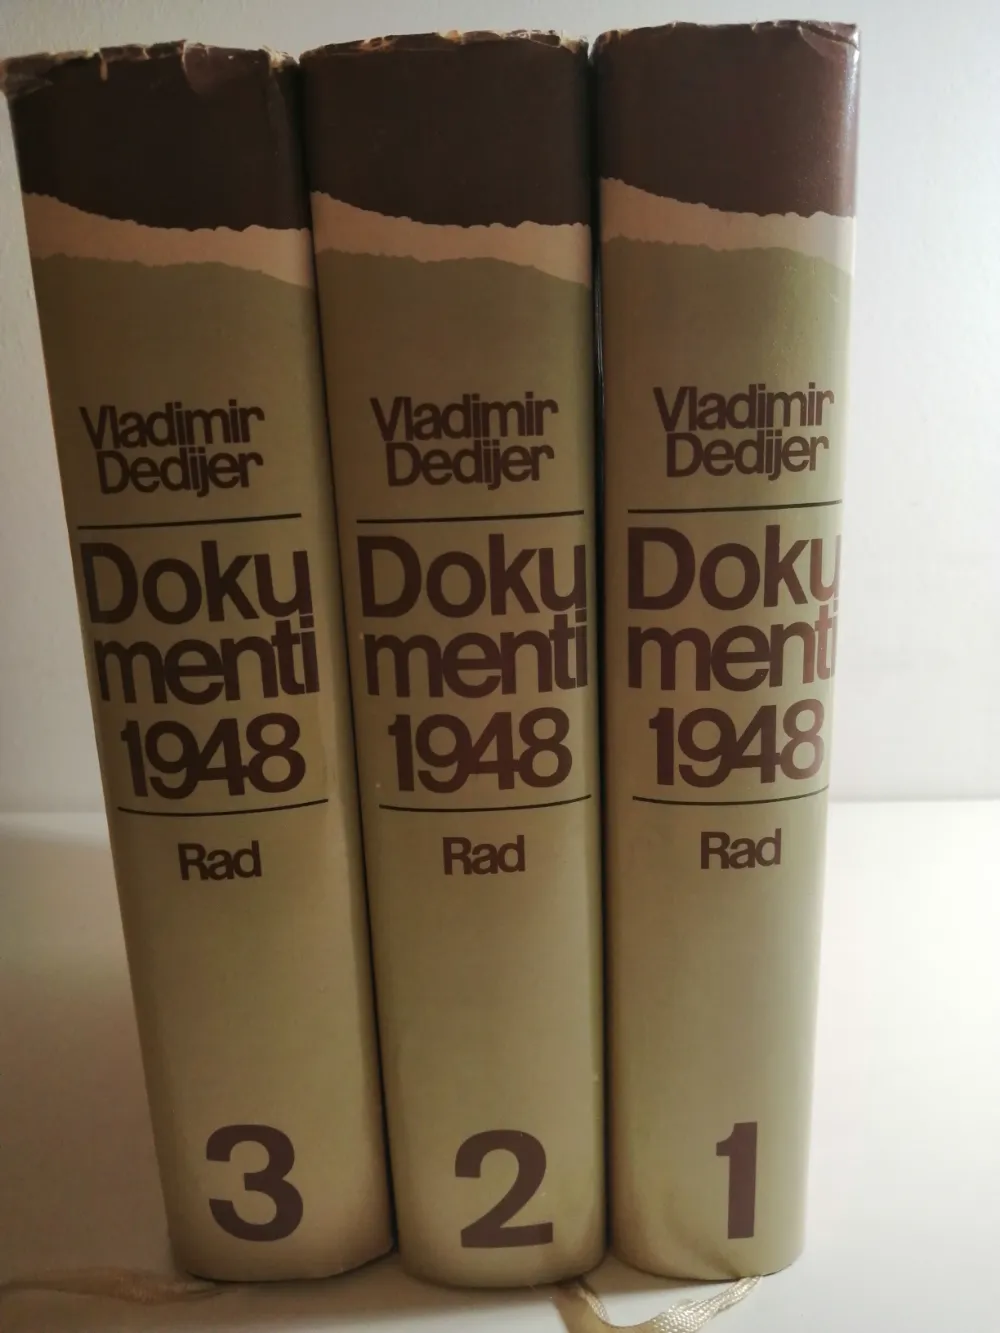 Vladimir
Dedijer
Doku
menti
1948
Rad
3
Vladimir
Dedijer
Doku
menti
1948
Rad
2
Vladimir
Dedijer
Doku
menti
1948
Rad
1